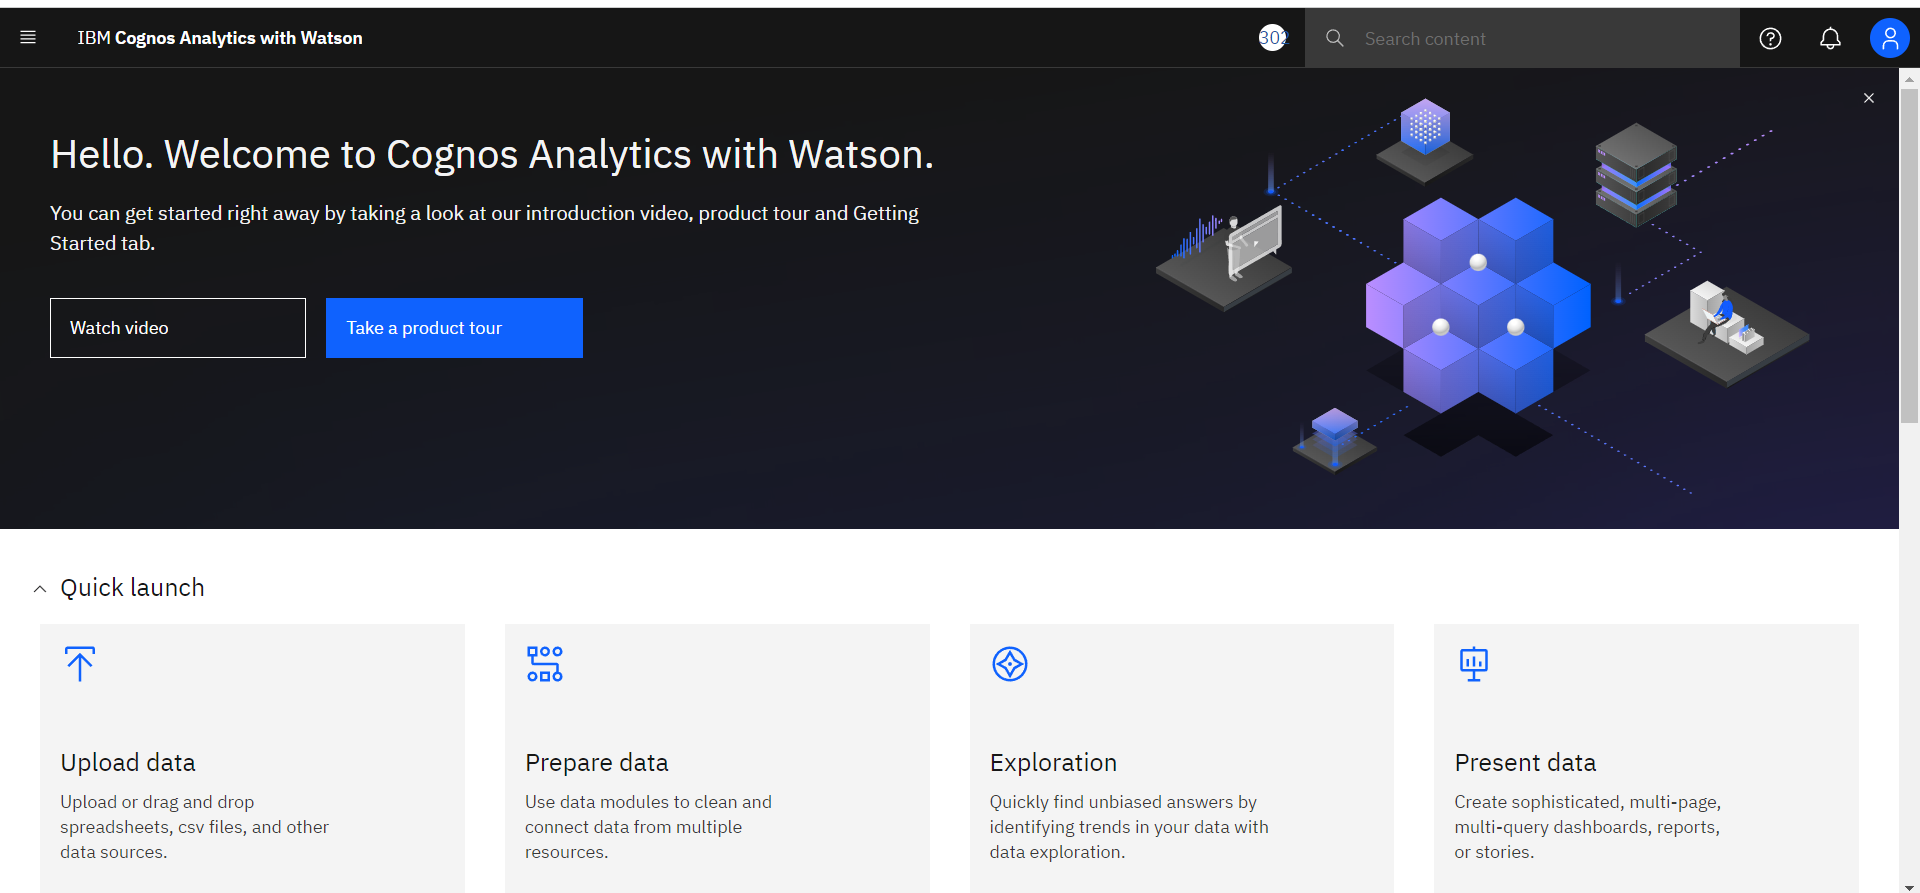 IBM Cognos Analytics with Watson
302
Search content
Hello. Welcome to Cognos Analytics with Watson.
You can get started right away by taking a look at our introduction video, product tour and Getting
Started tab.
Watch video
Take a product tour
Quick launch
Upload data
Upload or drag and drop
spreadsheets, csv files, and other
data sources.
Prepare data
Use data modules to clean and
connect data from multiple
resources.
Exploration
Quickly find unbiased answers by
identifying trends in your data with
data exploration.
Present data
Create sophisticated, multi-page,
multi-query dashboards, reports,
or stories.